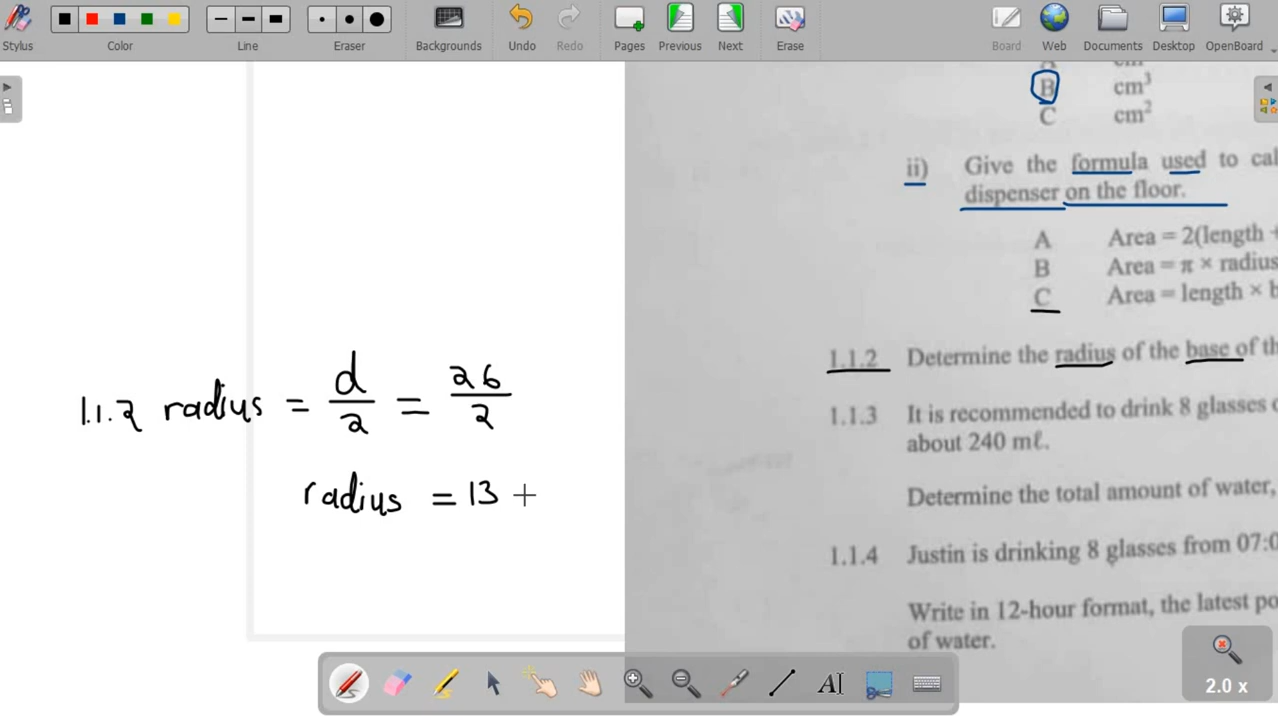 Stylus Color Line Eraser Backgrounds Undo Redo Pages Previous Next Erase Board Web Documents Desktop OpenBoard
B cm³
C cm²
ii) Give the formula used to cal
dispenser on the floor.
A Area = 2(length +
B Area = π × radius
C Area = length × b
1.1.2 Determine the radius of the base of th
1.1.3 It is recommended to drink 8 glasses o
about 240 mℓ.
Determine the total amount of water,
1.1.4 Justin is drinking 8 glasses from 07:0
Write in 12-hour format, the latest po
of water.
1.1.2 radius = d/2 = 26/2
radius = 13
2.0 x